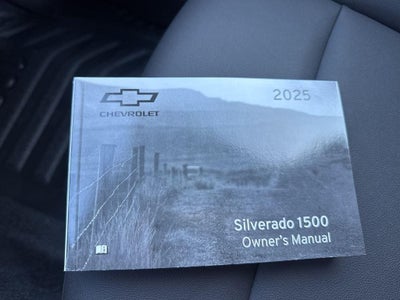 2025
CHEVROLET
Silverado 1500
Owner's Manual